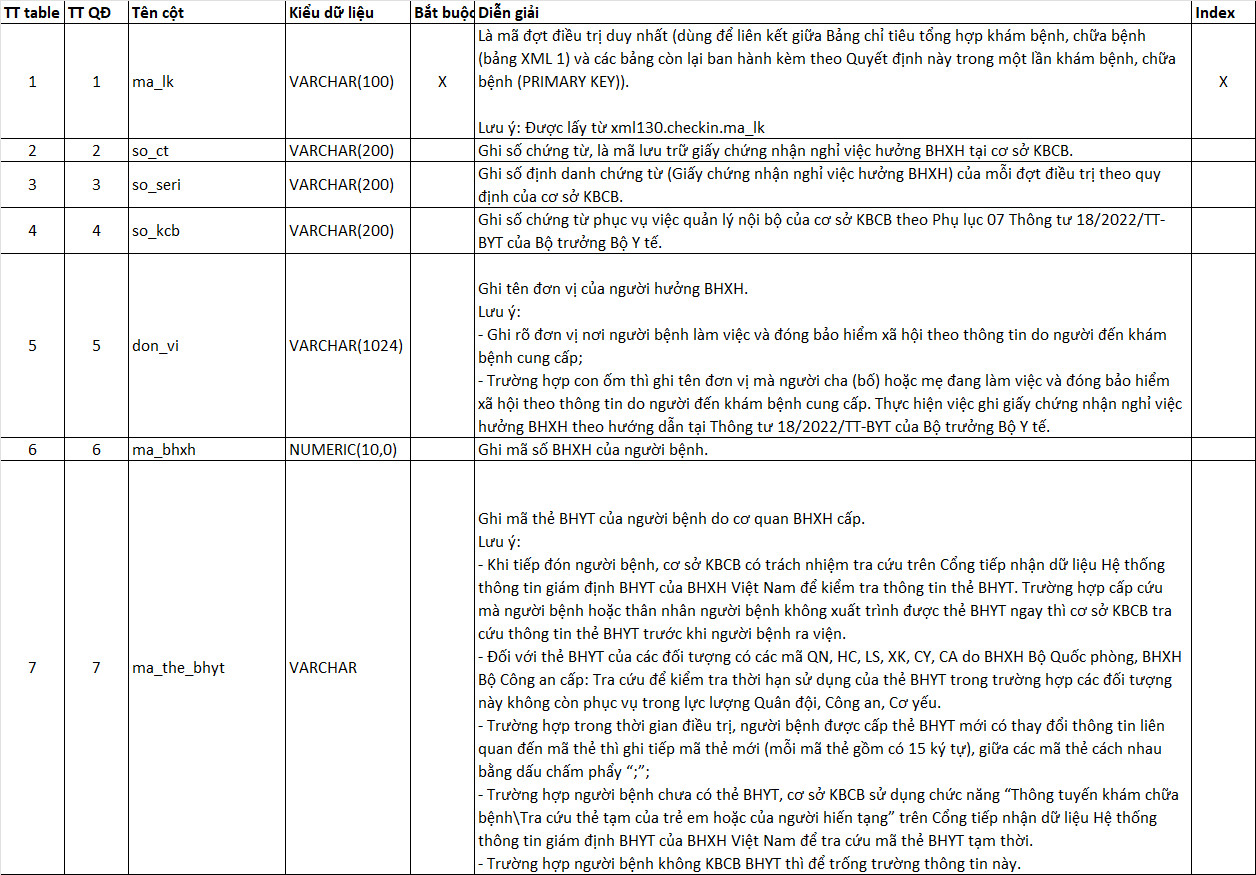 TT table TT QĐ Tên cột Kiểu dữ liệu Bắt buộc Diễn giải Index
1 1 ma_lk VARCHAR(100) X
Là mã đợt điều trị duy nhất (dùng để liên kết giữa Bảng chỉ tiêu tổng hợp khám bệnh, chữa bệnh
(bảng XML 1) và các bảng còn lại ban hành kèm theo Quyết định này trong một lần khám bệnh, chữa
bệnh (PRIMARY KEY)).
Lưu ý: Được lấy từ xml130.checkin.ma_lk
X
2 2 so_ct VARCHAR(200) Ghi số chứng từ, là mã lưu trữ giấy chứng nhận nghỉ việc hưởng BHXH tại cơ sở KBCB.
3 3 so_seri VARCHAR(200)
Ghi số định danh chứng từ (Giấy chứng nhận nghỉ việc hưởng BHXH) của mỗi đợt điều trị theo quy
định của cơ sở KBCB.
4 4 so_kcb VARCHAR(200)
Ghi số chứng từ phục vụ việc quản lý nội bộ của cơ sở KBCB theo Phụ lục 07 Thông tư 18/2022/TT-
BYT của Bộ trưởng Bộ Y tế.
5 5 don_vi VARCHAR(1024)
Ghi tên đơn vị của người hưởng BHXH.
Lưu ý:
- Ghi rõ đơn vị nơi người bệnh làm việc và đóng bảo hiểm xã hội theo thông tin do người đến khám
bệnh cung cấp;
- Trường hợp con ốm thì ghi tên đơn vị mà người cha (bố) hoặc mẹ đang làm việc và đóng bảo hiểm
xã hội theo thông tin do người đến khám bệnh cung cấp. Thực hiện việc ghi giấy chứng nhận nghỉ việc
hưởng BHXH theo hướng dẫn tại Thông tư 18/2022/TT-BYT của Bộ trưởng Bộ Y tế.
6 6 ma_bhxh NUMERIC(10,0) Ghi mã số BHXH của người bệnh.
7 7 ma_the_bhyt VARCHAR
Ghi mã thẻ BHYT của người bệnh do cơ quan BHXH cấp.
Lưu ý:
- Khi tiếp đón người bệnh, cơ sở KBCB có trách nhiệm tra cứu trên Cổng tiếp nhận dữ liệu Hệ thống
thông tin giám định BHYT của BHXH Việt Nam để kiểm tra thông tin thẻ BHYT. Trường hợp cấp cứu
mà người bệnh hoặc thân nhân người bệnh không xuất trình được thẻ BHYT ngay thì cơ sở KBCB tra
cứu thông tin thẻ BHYT trước khi người bệnh ra viện.
- Đối với thẻ BHYT của các đối tượng có các mã QN, HC, LS, XK, CY, CA do BHXH Bộ Quốc phòng, BHXH
Bộ Công an cấp: Tra cứu để kiểm tra thời hạn sử dụng của thẻ BHYT trong trường hợp các đối tượng
này không còn phục vụ trong lực lượng Quân đội, Công an, Cơ yếu.
- Trường hợp trong thời gian điều trị, người bệnh được cấp thẻ BHYT mới có thay đổi thông tin liên
quan đến mã thẻ thì ghi tiếp mã thẻ mới (mỗi mã thẻ gồm có 15 ký tự), giữa các mã thẻ cách nhau
bằng dấu chấm phẩy “;”;
- Trường hợp người bệnh chưa có thẻ BHYT, cơ sở KBCB sử dụng chức năng “Thông tuyến khám chữa
bệnh\Tra cứu thẻ tạm của trẻ em hoặc của người hiến tạng” trên Cổng tiếp nhận dữ liệu Hệ thống
thông tin giám định BHYT của BHXH Việt Nam để tra cứu mã thẻ BHYT tạm thời.
- Trường hợp người bệnh không KBCB BHYT thì để trống trường thông tin này.